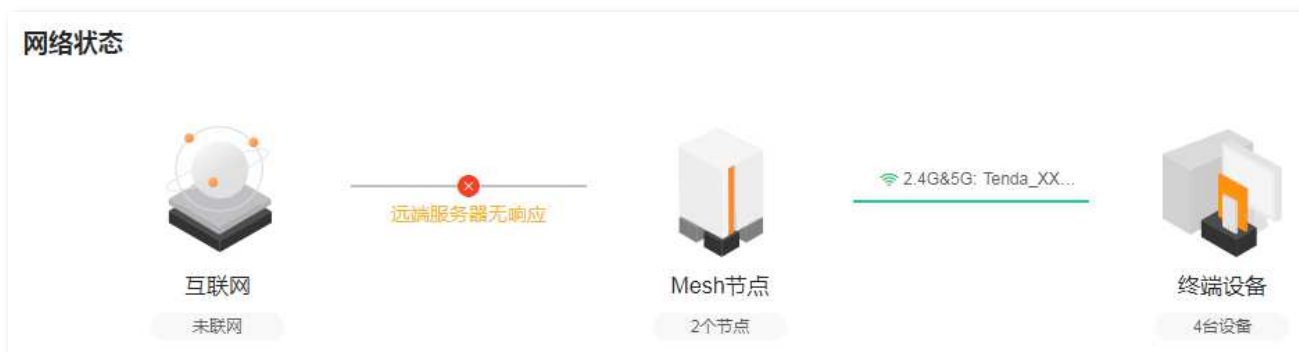 网络状态
远端服务器无响应
2.4G&5G: Tenda_XX...
互联网
Mesh节点
终端设备
未联网
2个节点
4台设备